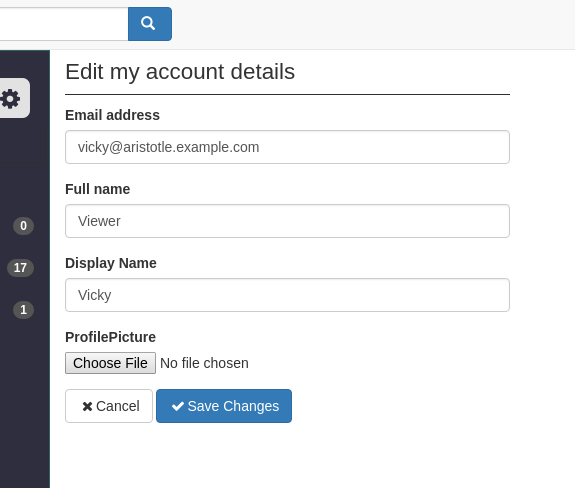 Edit my account details
Email address
vicky@aristotle.example.com
Full name
Viewer
0
Display Name
17
Vicky
1
ProfilePicture
Choose File No file chosen
Cancel Save Changes